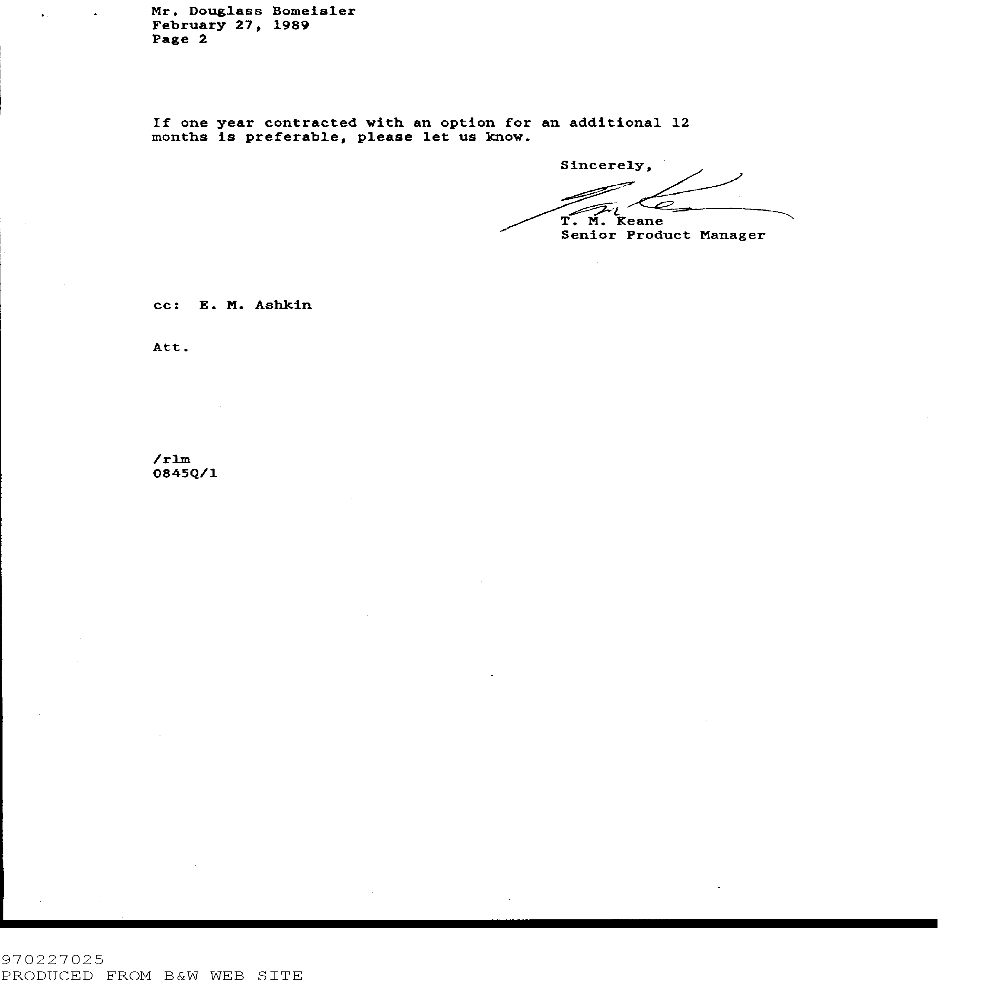 Mr. Douglass Bomeisler
February 27, 1989
Page 2
If one year contracted with an option for an additional 12
months is preferable, please let us know.
Sincerely,
T. M. Keane
Senior Product Manager
cc: E. M. Ashkin
Att.
/rlm
0845Q/1
970227025
PRODUCED FROM B&W WEB SITE